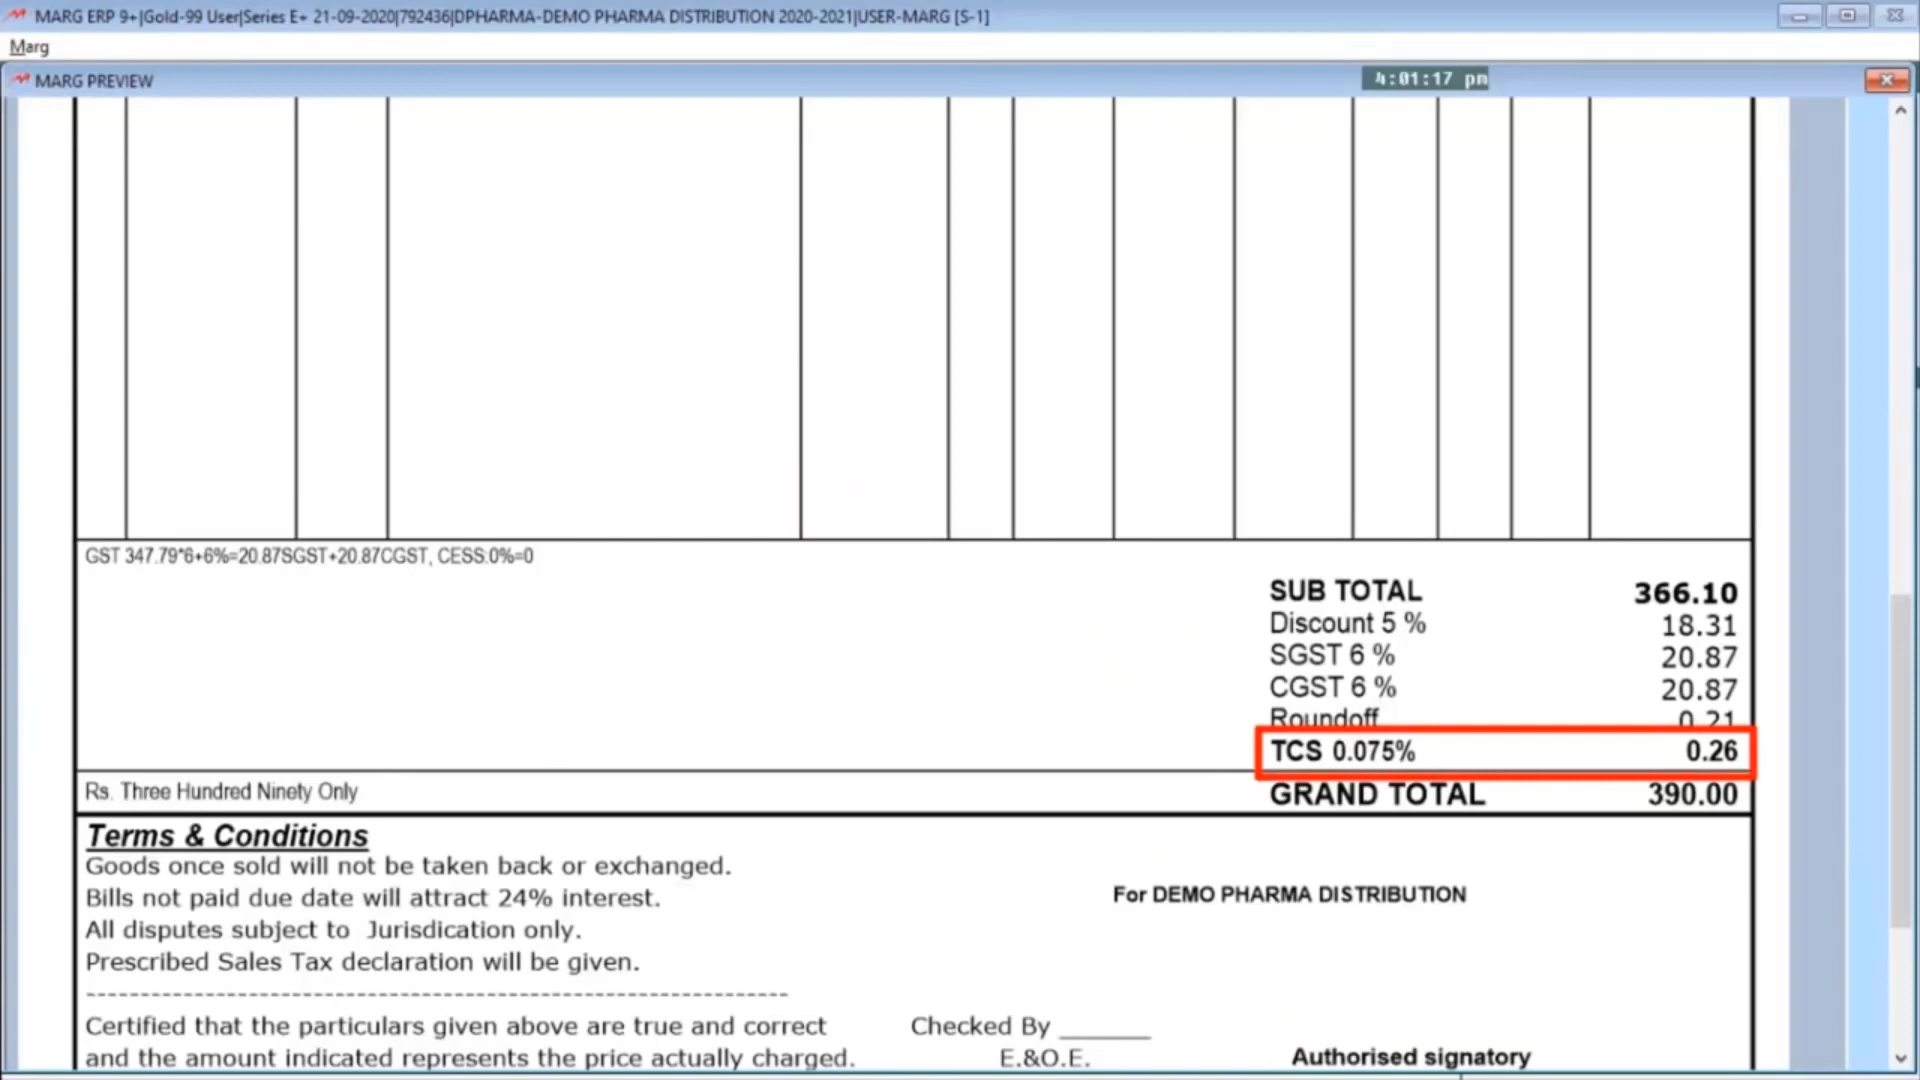 MARG ERP 9+|Gold-99 User|Series E+ 21-09-2020|792436|DPHARMA-DEMO PHARMA DISTRIBUTION 2020-2021|USER-MARG [S-1]
Marg
MARG PREVIEW
4:01:17 pm
GST 347.79*6+6%=20.87SGST+20.87CGST, CESS:0%=0
SUB TOTAL 366.10
Discount 5 % 18.31
SGST 6 % 20.87
CGST 6 % 20.87
Roundoff 0.21
TCS 0.075% 0.26
Rs. Three Hundred Ninety Only
GRAND TOTAL 390.00
Terms & Conditions
Goods once sold will not be taken back or exchanged.
Bills not paid due date will attract 24% interest.
All disputes subject to Jurisdication only.
Prescribed Sales Tax declaration will be given.
For DEMO PHARMA DISTRIBUTION
--------------------------------------------------------------
Certified that the particulars given above are true and correct
and the amount indicated represents the price actually charged.
Checked By _______
E.&O.E.
Authorised signatory